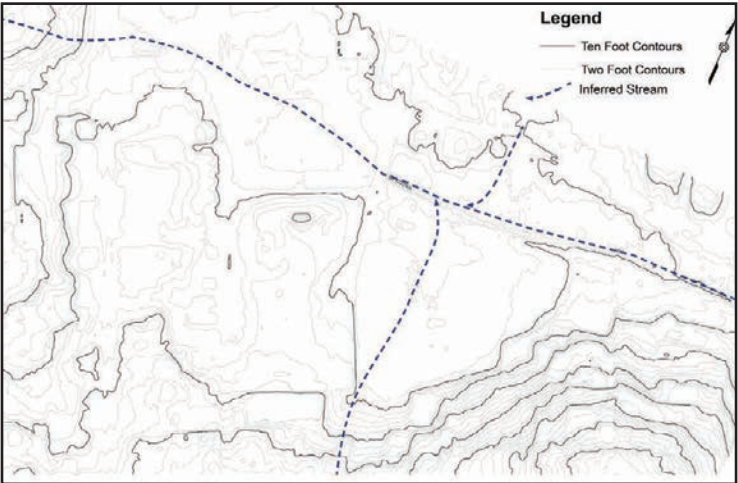 Legend
Ten Foot Contours
Two Foot Contours
Inferred Stream